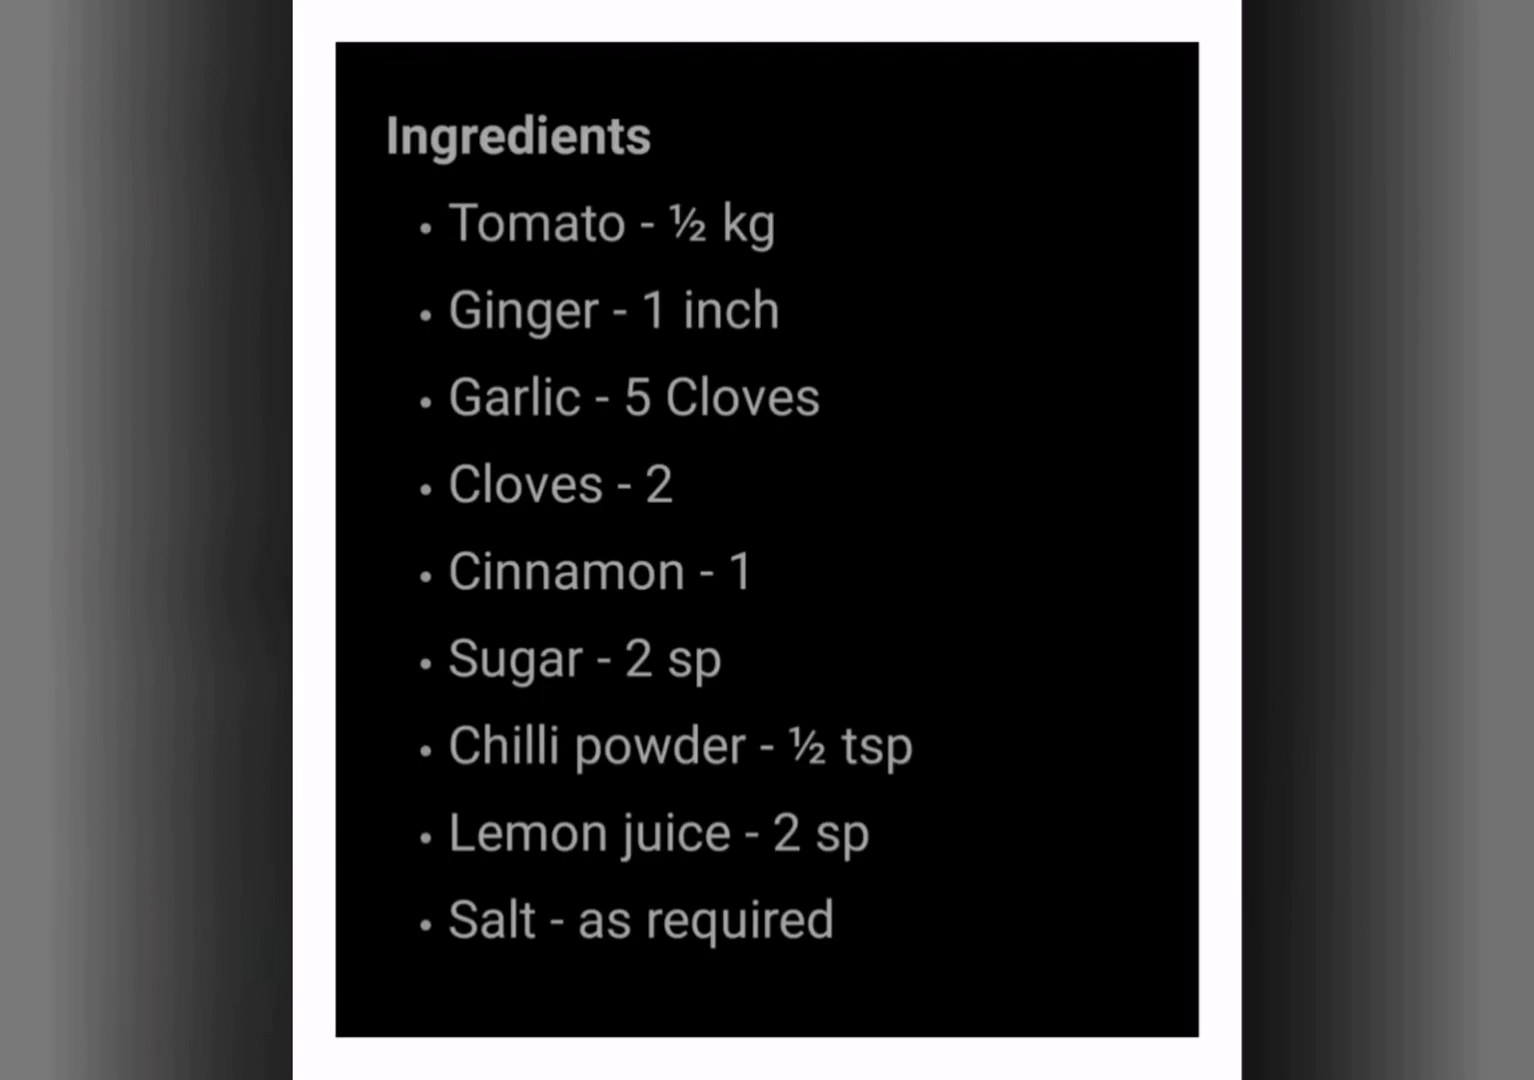 Ingredients
• Tomato - ½ kg
• Ginger - 1 inch
• Garlic - 5 Cloves
• Cloves - 2
• Cinnamon - 1
• Sugar - 2 sp
• Chilli powder - ½ tsp
• Lemon juice - 2 sp
• Salt - as required